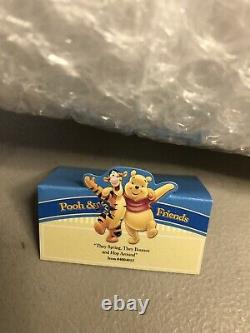 Pooh & Friends
"They Spring, They Bounce
and Hop Around"